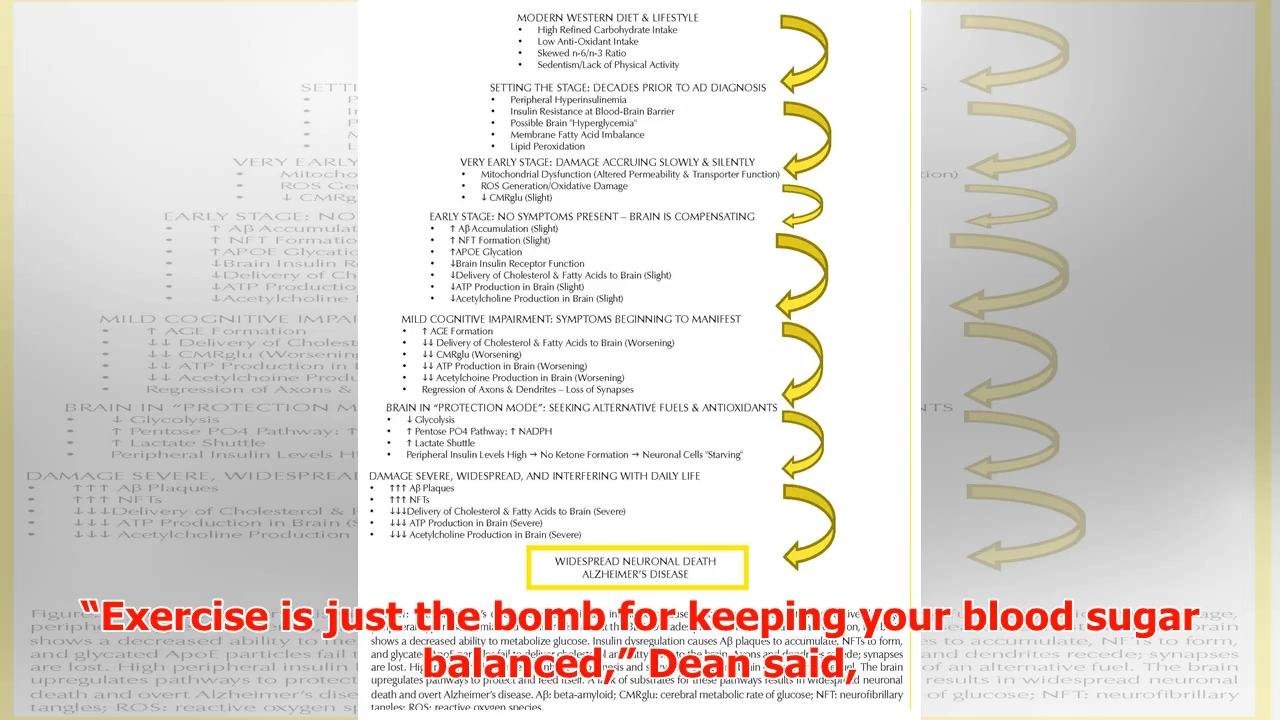 MODERN WESTERN DIET & LIFESTYLE
• High Refined Carbohydrate Intake
• Low Anti-Oxidant Intake
• Skewed n-6/n-3 Ratio
• Sedentism/Lack of Physical Activity
SETTING THE STAGE: DECADES PRIOR TO AD DIAGNOSIS
• Peripheral Hyperinsulinemia
• Insulin Resistance at Blood-Brain Barrier
• Possible Brain "Hyperglycemia"
• Membrane Fatty Acid Imbalance
• Lipid Peroxidation
VERY EARLY STAGE: DAMAGE ACCRUING SLOWLY & SILENTLY
• Mitochondrial Dysfunction (Altered Permeability & Transporter Function)
• ROS Generation/Oxidative Damage
• ↓ CMRglu (Slight)
EARLY STAGE: NO SYMPTOMS PRESENT – BRAIN IS COMPENSATING
• ↑ Aβ Accumulation (Slight)
• ↑ NFT Formation (Slight)
• ↑APOE Glycation
• ↓Brain Insulin Receptor Function
• ↓Delivery of Cholesterol & Fatty Acids to Brain (Slight)
• ↓ATP Production in Brain (Slight)
• ↓Acetylcholine Production in Brain (Slight)
MILD COGNITIVE IMPAIRMENT: SYMPTOMS BEGINNING TO MANIFEST
• ↑ AGE Formation
• ↓↓ Delivery of Cholesterol & Fatty Acids to Brain (Worsening)
• ↓↓ CMRglu (Worsening)
• ↓↓ ATP Production in Brain (Worsening)
• ↓↓ Acetylchoine Production in Brain (Worsening)
• Regression of Axons & Dendrites – Loss of Synapses
BRAIN IN “PROTECTION MODE”: SEEKING ALTERNATIVE FUELS & ANTIOXIDANTS
• ↓ Glycolysis
• ↑ Pentose PO4 Pathway: ↑ NADPH
• ↑ Lactate Shuttle
• Peripheral Insulin Levels High → No Ketone Formation → Neuronal Cells "Starving"
DAMAGE SEVERE, WIDESPREAD, AND INTERFERING WITH DAILY LIFE
• ↑↑↑ Aβ Plaques
• ↑↑↑ NFTs
• ↓↓↓Delivery of Cholesterol & Fatty Acids to Brain (Severe)
• ↓↓↓ ATP Production in Brain (Severe)
• ↓↓↓ Acetylcholine Production in Brain (Severe)
WIDESPREAD NEURONAL DEATH
ALZHEIMER'S DISEASE
“Exercise is just the bomb for keeping your blood sugar
balanced,” Dean said,
shows a decreased ability to metabolize glucose. Insulin dysregulation causes Aβ plaques to accumulate, NFTs to form,
upregulates pathways to protect and feed itself. A lack of substrates for these pathways results in widespread neuronal
death and overt Alzheimer's disease. Aβ: beta-amyloid; CMRglu: cerebral metabolic rate of glucose; NFT: neurofibrillary
tangles; ROS: reactive oxygen species.